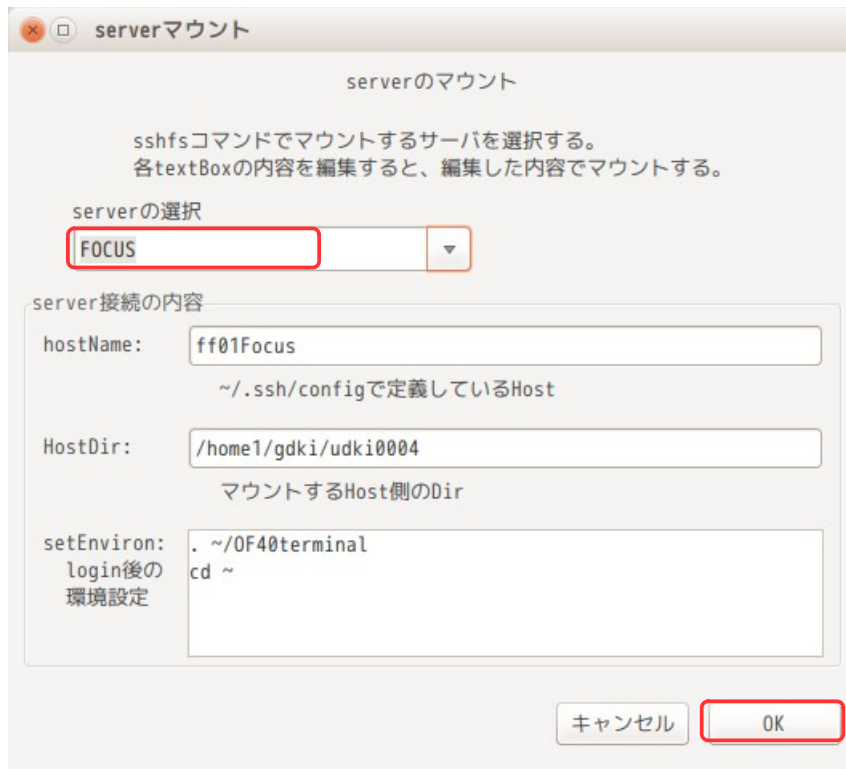 serverマウント
serverのマウント
sshfsコマンドでマウントするサーバを選択する。
各textBoxの内容を編集すると、編集した内容でマウントする。
serverの選択
FOCUS
server接続の内容
hostName:
ff01Focus
~/.ssh/configで定義しているHost
HostDir:
/home1/gdki/udki0004
マウントするHost側のDir
setEnviron:
login後の
環境設定
. ~/OF40terminal
cd ~
キャンセル
OK